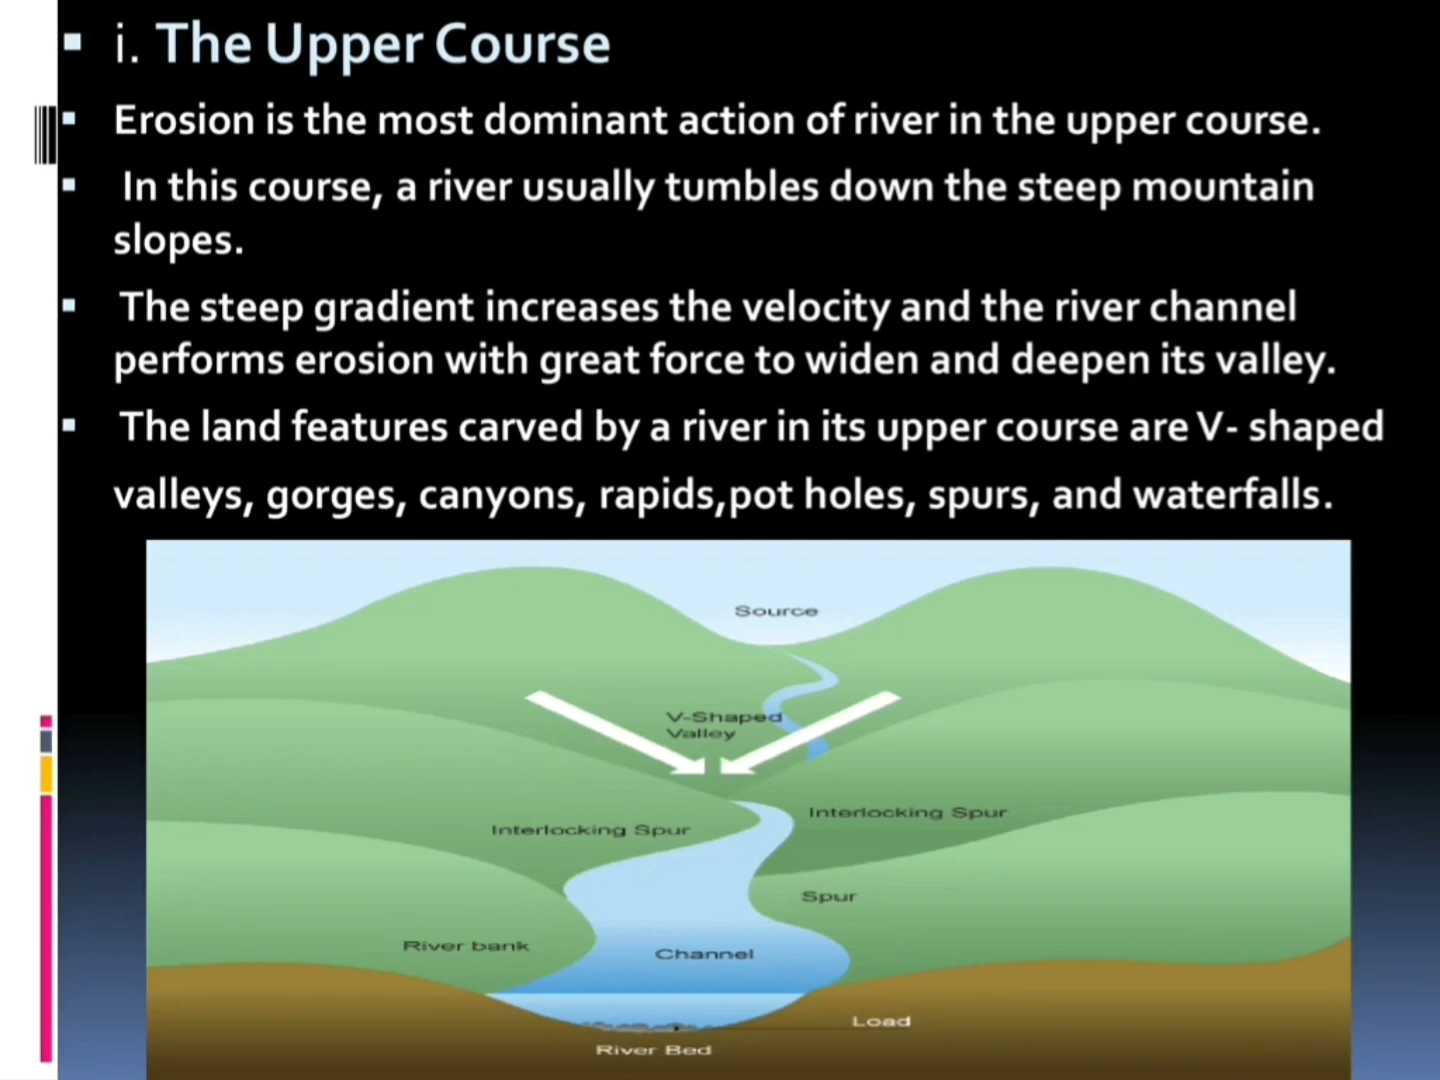 i. The Upper Course
Erosion is the most dominant action of river in the upper course.
In this course, a river usually tumbles down the steep mountain
slopes.
The steep gradient increases the velocity and the river channel
performs erosion with great force to widen and deepen its valley.
The land features carved by a river in its upper course are V- shaped
valleys, gorges, canyons, rapids,pot holes, spurs, and waterfalls.
Source
V-Shaped
Valley
Interlocking Spur
Interlocking Spur
Spur
River bank
Channel
Load
River Bed